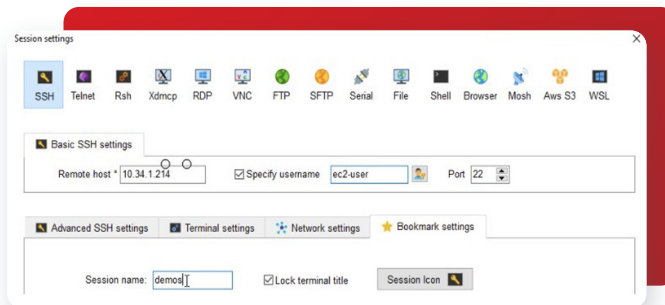 Session settings
SSH Telnet Rsh Xdmcp RDP VNC FTP SFTP Serial File Shell Browser Mosh Aws S3 WSL
Basic SSH settings
Remote host * 10.34.1.214 Specify username ec2-user Port 22
Advanced SSH settings Terminal settings Network settings Bookmark settings
Session name: demos Lock terminal title Session Icon